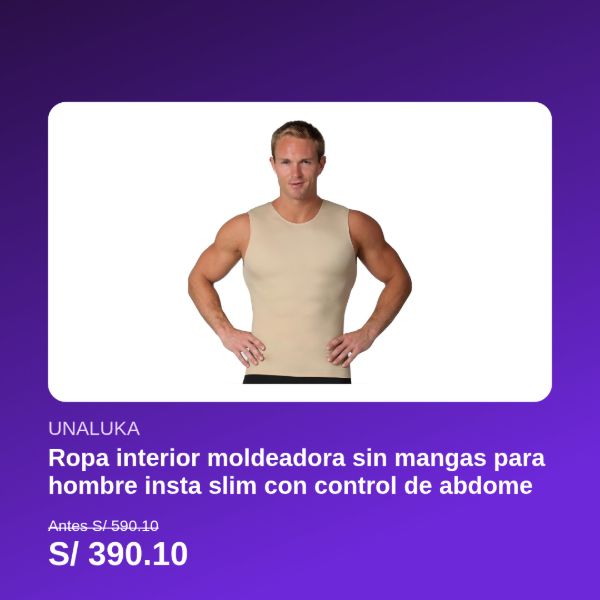 UNALUKA
Ropa interior moldeadora sin mangas para
hombre insta slim con control de abdome
Antes S/ 590.10
S/ 390.10